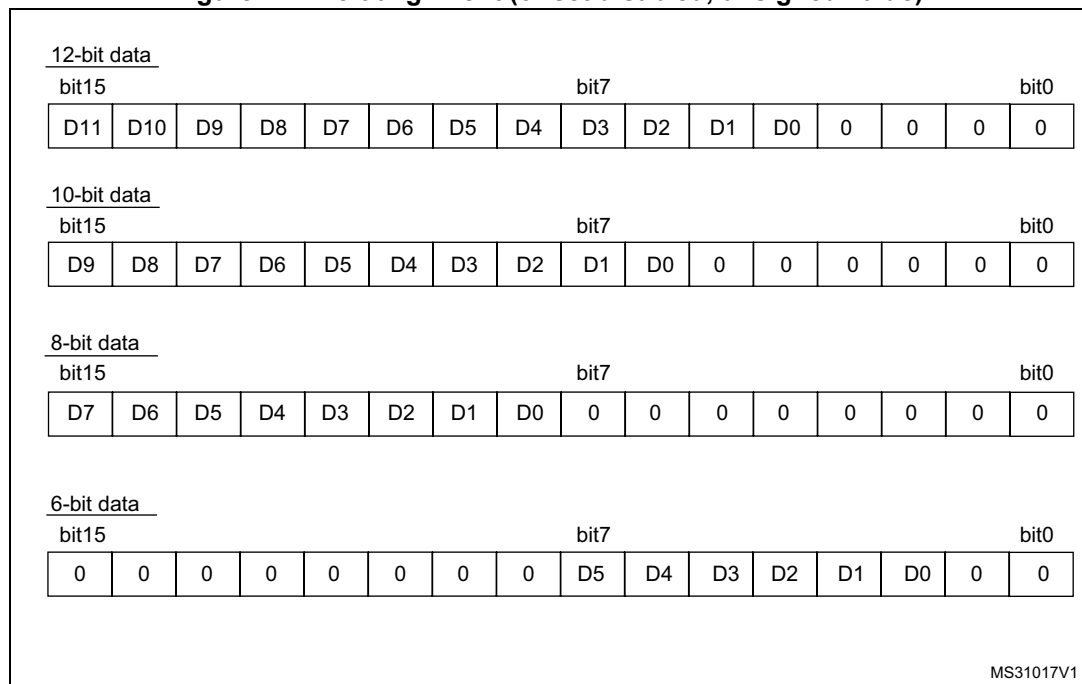 12-bit data
bit15 bit7 bit0
D11 D10 D9 D8 D7 D6 D5 D4 D3 D2 D1 D0 0 0 0 0
10-bit data
bit15 bit7 bit0
D9 D8 D7 D6 D5 D4 D3 D2 D1 D0 0 0 0 0 0 0
8-bit data
bit15 bit7 bit0
D7 D6 D5 D4 D3 D2 D1 D0 0 0 0 0 0 0 0 0
6-bit data
bit15 bit7 bit0
0 0 0 0 0 0 0 0 D5 D4 D3 D2 D1 D0 0 0
MS31017V1